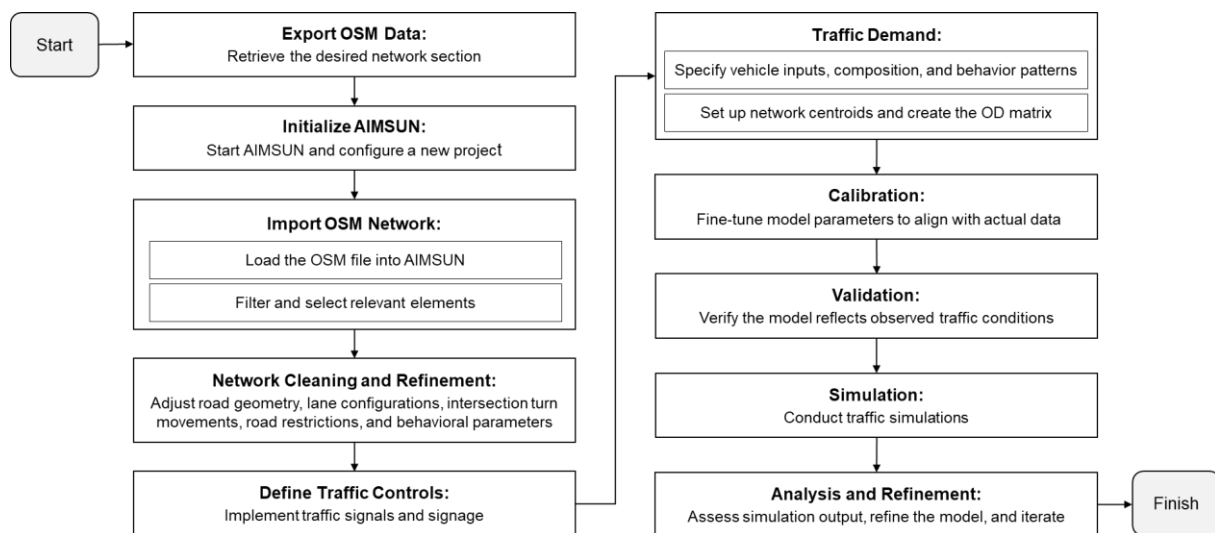 Start
Export OSM Data:
Retrieve the desired network section
Initialize AIMSUN:
Start AIMSUN and configure a new project
Import OSM Network:
Load the OSM file into AIMSUN
Filter and select relevant elements
Network Cleaning and Refinement:
Adjust road geometry, lane configurations, intersection turn
movements, road restrictions, and behavioral parameters
Define Traffic Controls:
Implement traffic signals and signage
Traffic Demand:
Specify vehicle inputs, composition, and behavior patterns
Set up network centroids and create the OD matrix
Calibration:
Fine-tune model parameters to align with actual data
Validation:
Verify the model reflects observed traffic conditions
Simulation:
Conduct traffic simulations
Analysis and Refinement:
Assess simulation output, refine the model, and iterate
Finish